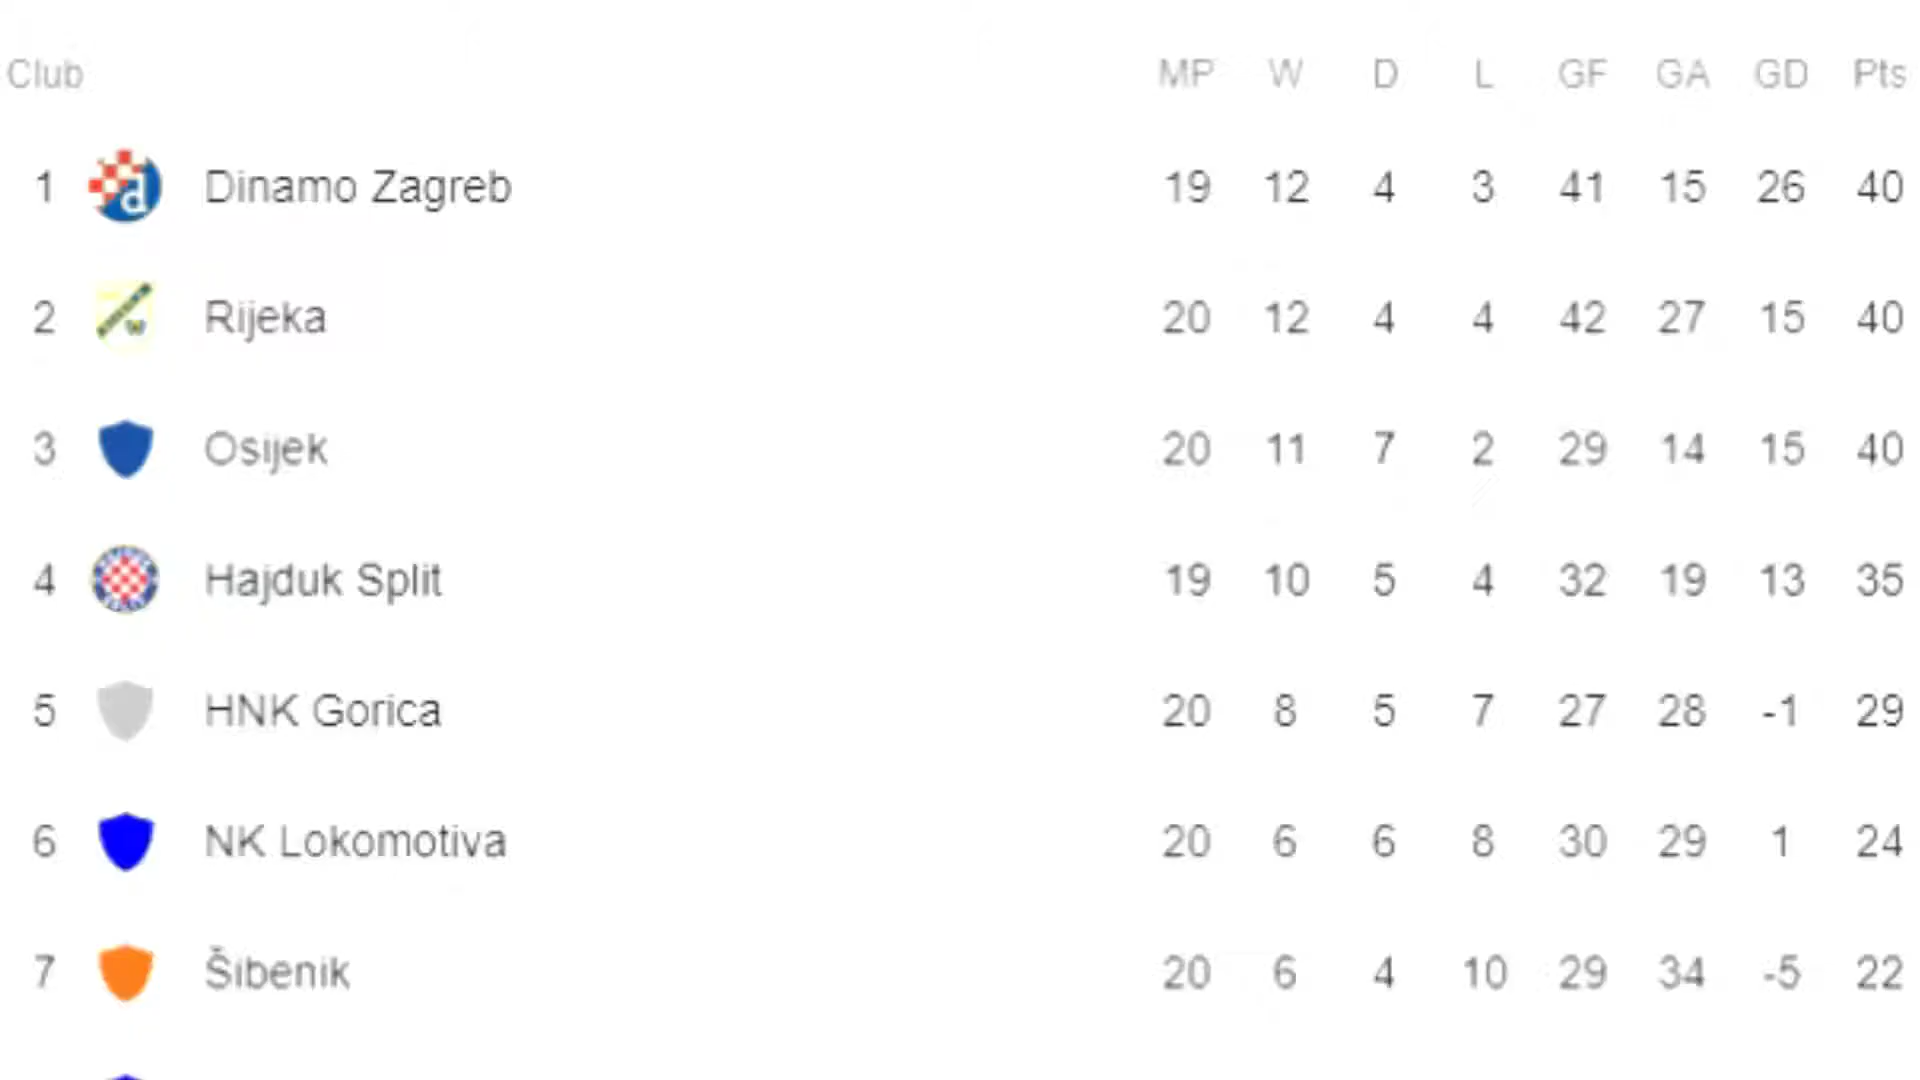 Club MP W D L GF GA GD Pts
1 Dinamo Zagreb 19 12 4 3 41 15 26 40
2 Rijeka 20 12 4 4 42 27 15 40
3 Osijek 20 11 7 2 29 14 15 40
4 Hajduk Split 19 10 5 4 32 19 13 35
5 HNK Gorica 20 8 5 7 27 28 -1 29
6 NK Lokomotiva 20 6 6 8 30 29 1 24
7 Šibenik 20 6 4 10 29 34 -5 22